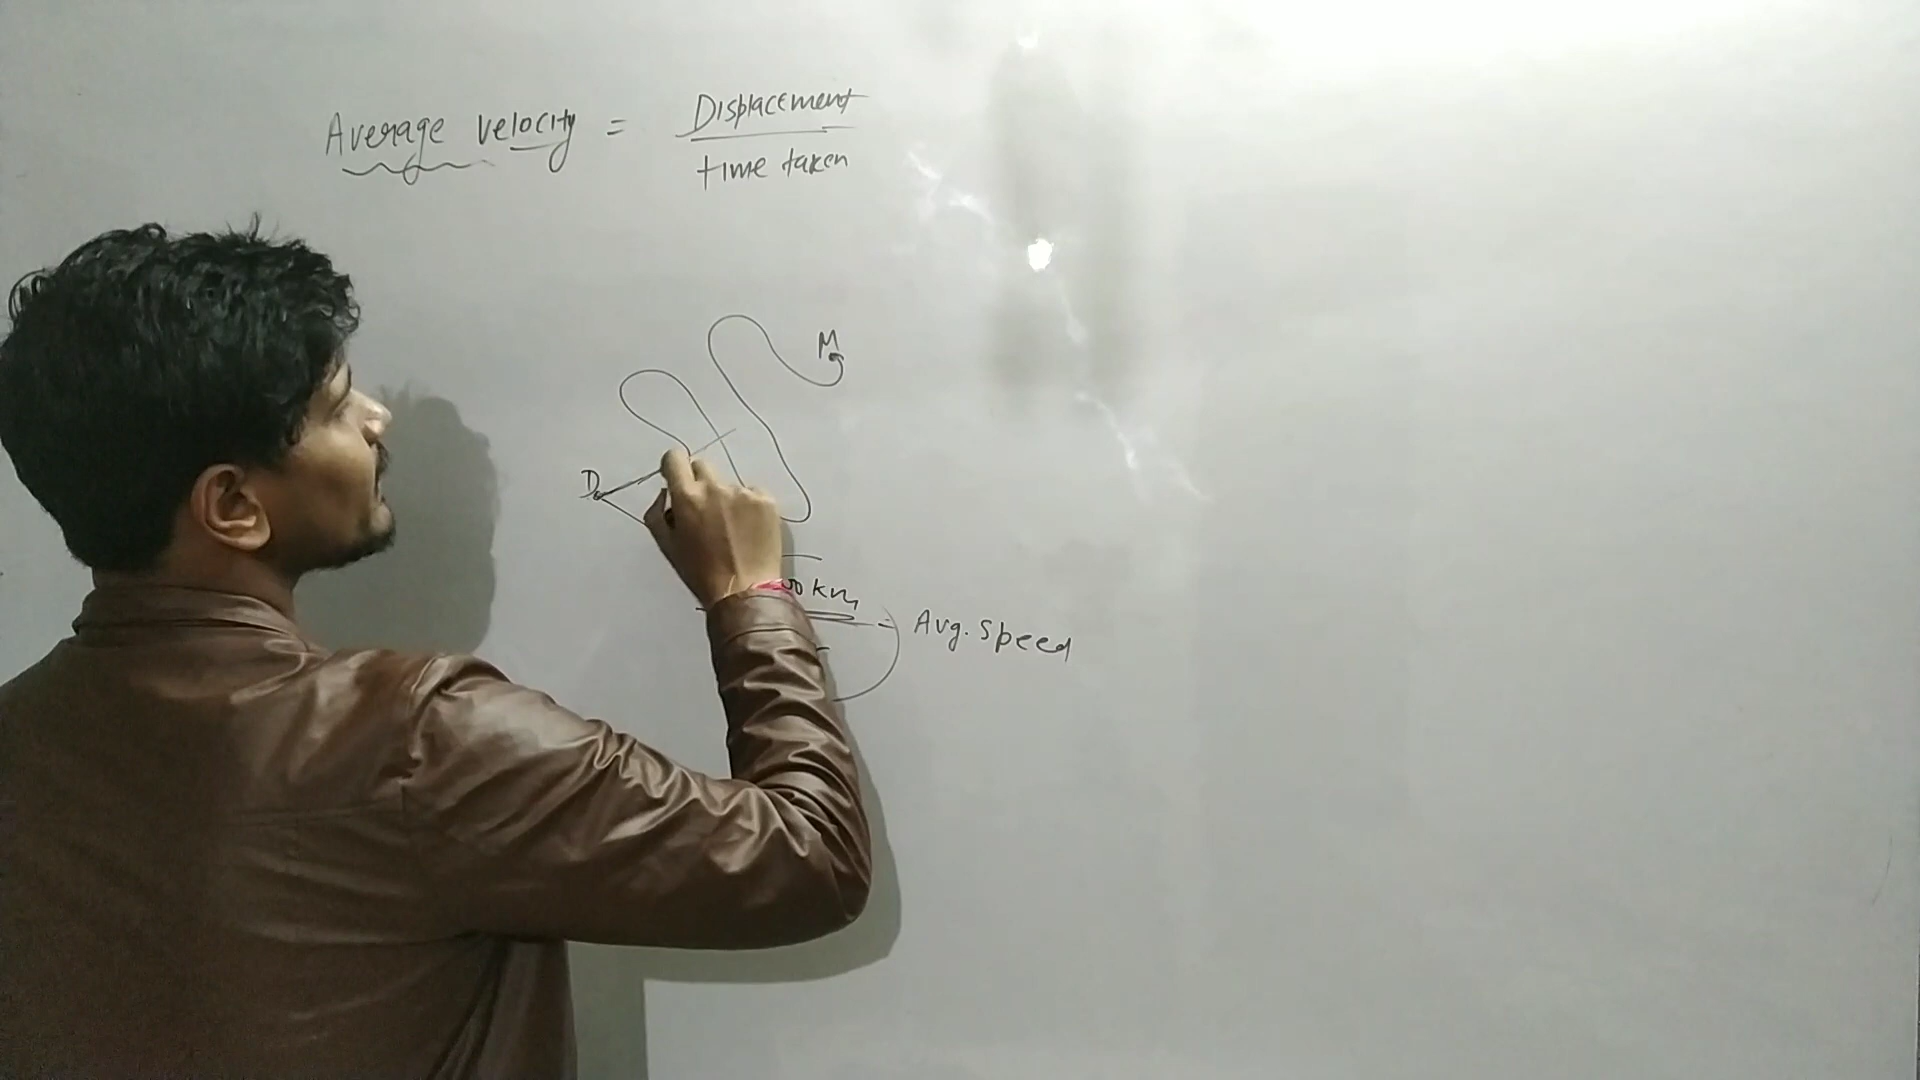 Average velocity = Displacement
time taken
M
D
km
= Avg. speed